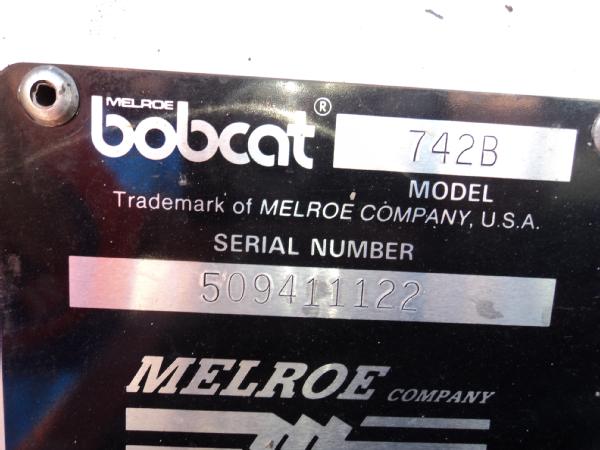 MELROE
bobcat ® 742B
MODEL
Trademark of MELROE COMPANY, U.S.A.
SERIAL NUMBER
509411122
MELROE COMPANY